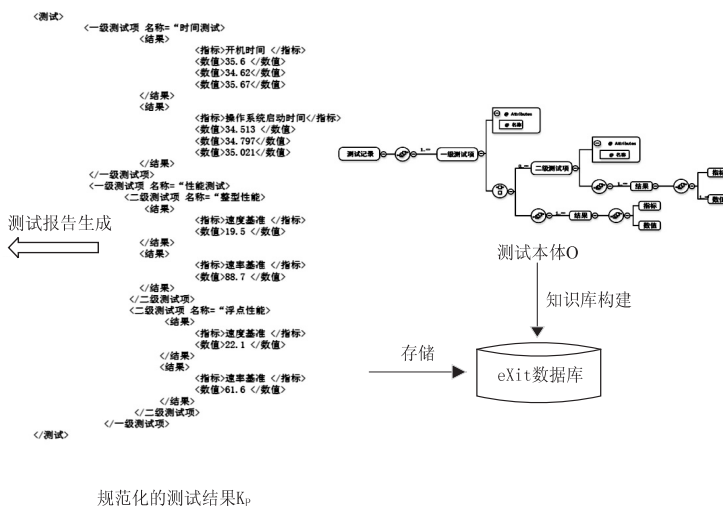 <测试>
<一级测试项 名称="时间测试>
<结果>
<指标>开机时间 </指标>
<数值>35.6 </数值>
<数值>34.62</数值>
<数值>35.67</数值>
</结果>
<结果>
<指标>操作系统启动时间</指标>
<数值>34.513 </数值>
<数值>34.797</数值>
<数值>35.021</数值>
</结果>
</一级测试项>
<一级测试项 名称="性能测试>
<二级测试项 名称="整型性能>
<结果>
<指标>速度基准 </指标>
<数值>19.5 </数值>
</结果>
<结果>
<指标>速率基准 </指标>
<数值>88.7 </数值>
</结果>
</二级测试项>
<二级测试项 名称="浮点性能>
<结果>
<指标>速度基准 </指标>
<数值>22.1 </数值>
</结果>
<结果>
<指标>速率基准 </指标>
<数值>61.6 </数值>
</结果>
</二级测试项>
</一级测试项>
</测试>
测试报告生成
规范化的测试结果Kₚ
@ Attributes
@ 名称
测试记录
1..∞
一级测试项
@ Attributes
@ 名称
二级测试项
1..∞
结果
指标
数值
1..∞
结果
指标
数值
测试本体O
知识库构建
存储
eXit数据库